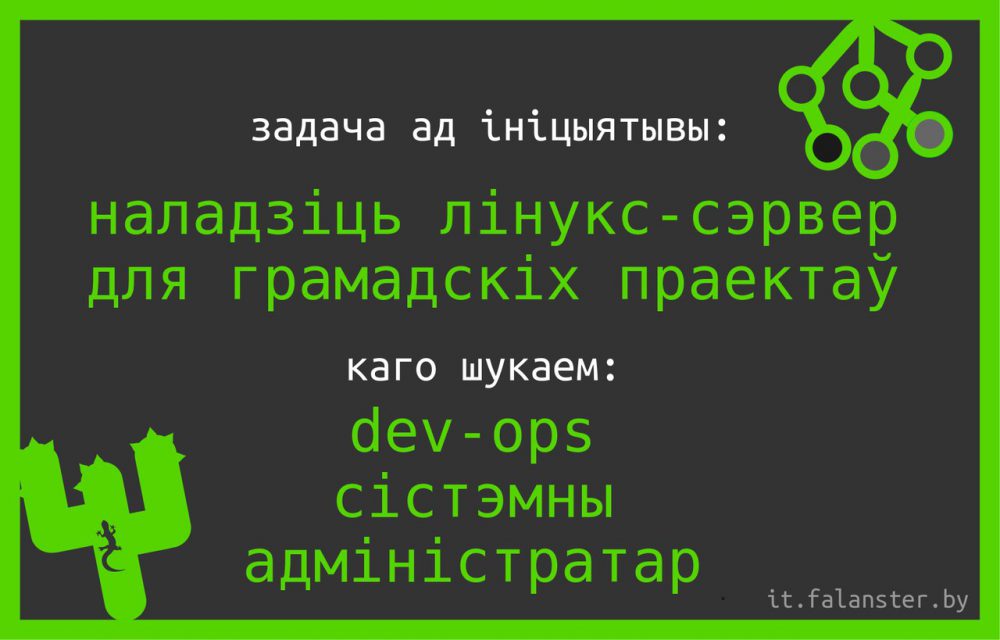 задача ад ініцыятывы:
наладзіць лінукс-сэрвер
для грамадскіх праектаў
каго шукаем:
dev-ops
сістэмны
адміністратар
it.falanster.by